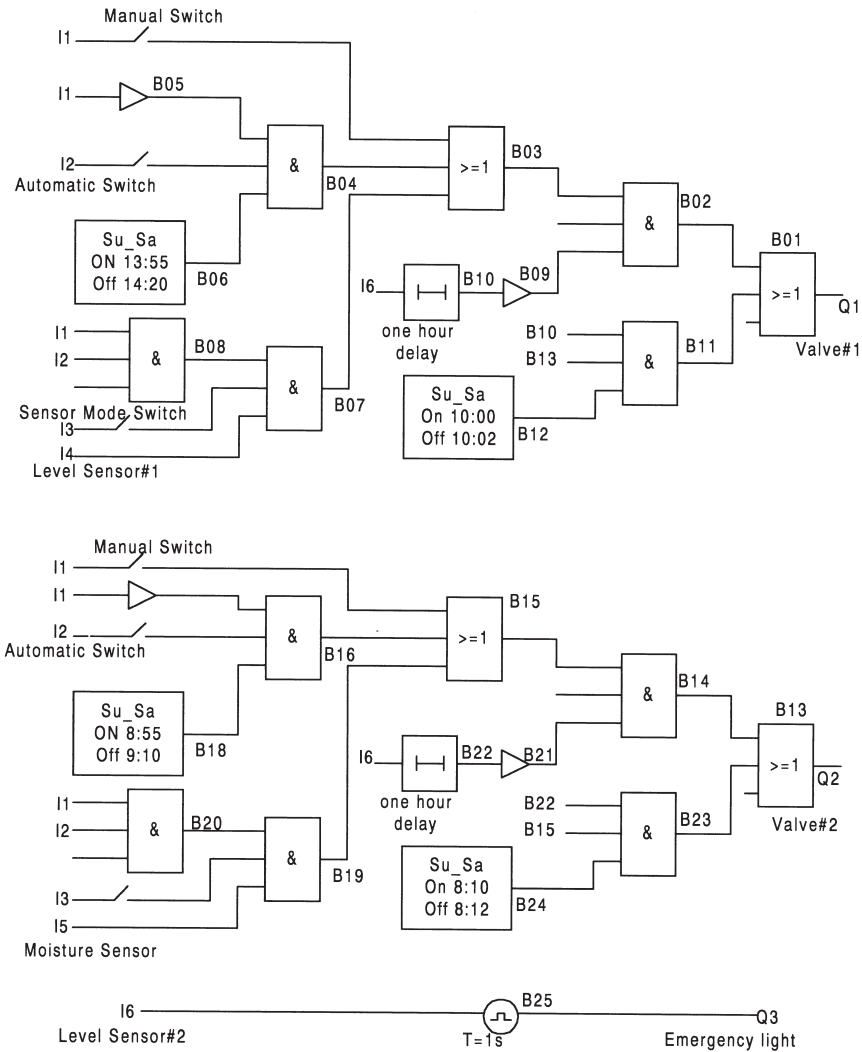 Manual Switch
I1
I1
B05
I2
Automatic Switch
&
B04
>=1
B03
Su_Sa
ON 13:55
Off 14:20
B06
&
B02
B01
>=1
Q1
Valve#1
I6
B10
B09
one hour
delay
B10
B13
&
B11
I1
I2
&
B08
&
B07
Sensor Mode Switch
I3
I4
Level Sensor#1
Su_Sa
On 10:00
Off 10:02
B12
Manual Switch
I1
I1
I2
Automatic Switch
&
B16
>=1
B15
Su_Sa
ON 8:55
Off 9:10
B18
&
B14
B13
>=1
Q2
Valve#2
I6
B22
B21
one hour
delay
B22
B15
&
B23
I1
I2
&
B20
&
B19
I3
I5
Moisture Sensor
Su_Sa
On 8:10
Off 8:12
B24
I6
Level Sensor#2
B25
T=1s
Q3
Emergency light